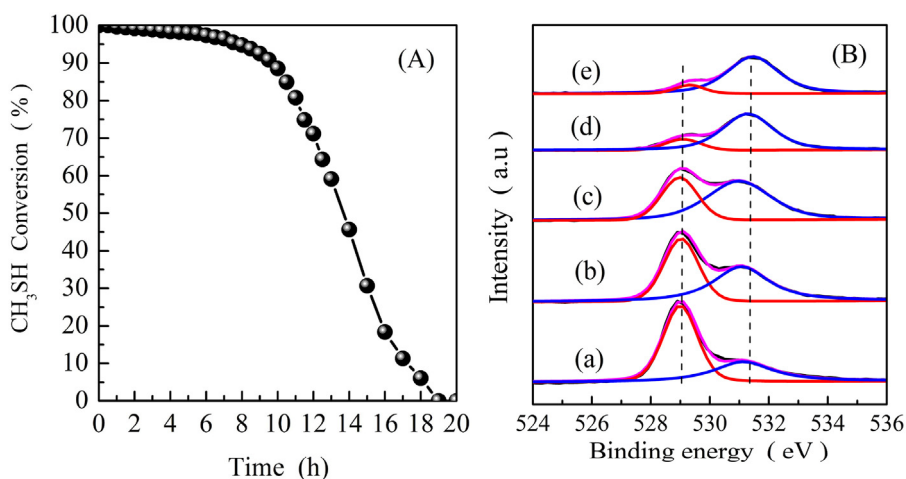 (A)
CH₃SH Conversion ( % )
100
90
80
70
60
50
40
30
20
10
0
0 2 4 6 8 10 12 14 16 18 20
Time (h)
(B)
Intensity ( a.u )
(e)
(d)
(c)
(b)
(a)
524 526 528 530 532 534 536
Binding energy ( eV )